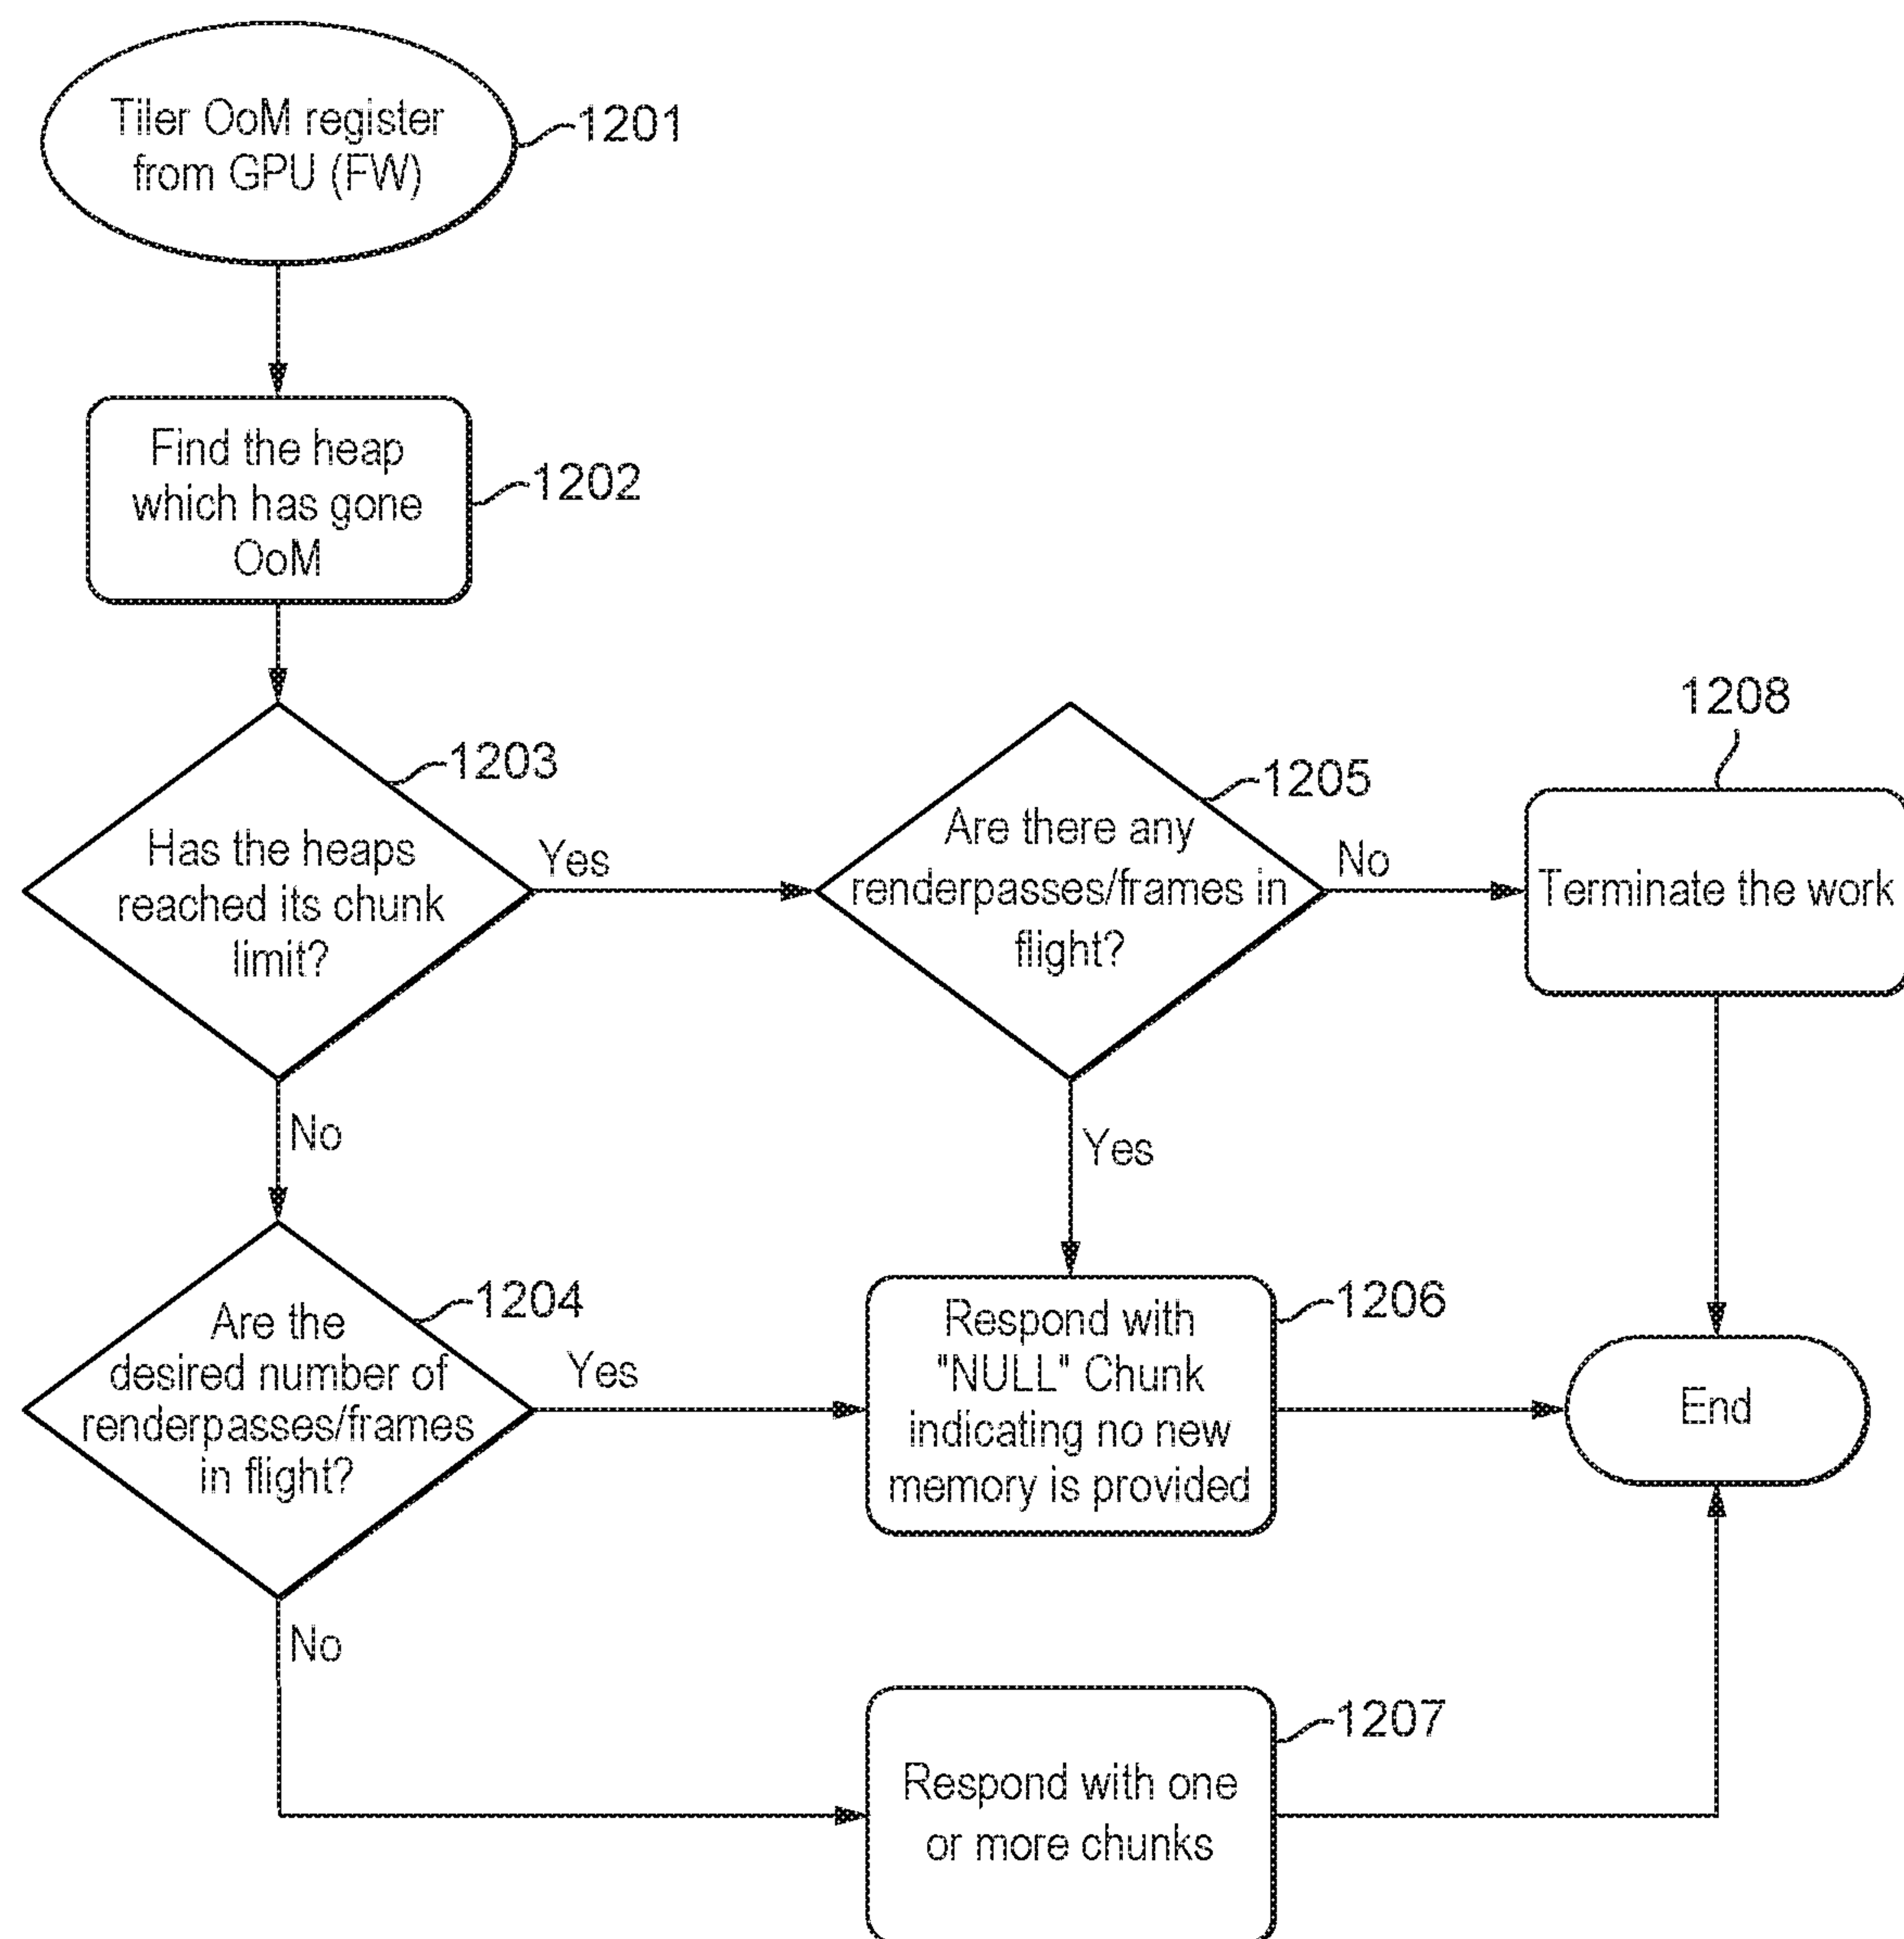 Tiler OoM register
from GPU (FW)
1201
Find the heap
which has gone
OoM
1202
1203
Has the heaps
reached its chunk
limit?
Yes
1205
Are there any
renderpasses/frames in
flight?
No
1208
Terminate the work
No
Yes
1204
Are the
desired number of
renderpasses/frames
in flight?
Yes
1206
Respond with
"NULL" Chunk
indicating no new
memory is provided
End
No
1207
Respond with one
or more chunks